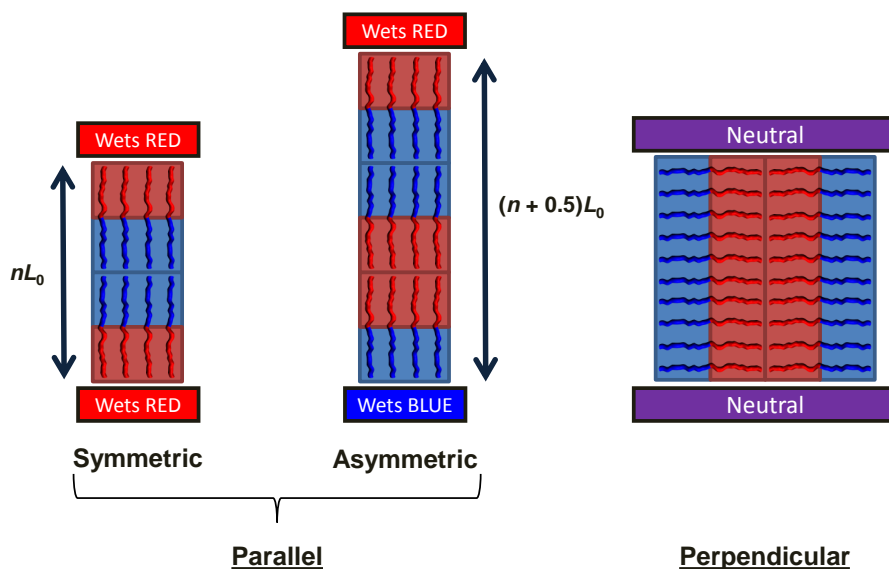 Wets RED
Wets RED
Neutral
nL0
(n + 0.5)L0
Wets RED
Wets BLUE
Neutral
Symmetric
Asymmetric
Parallel
Perpendicular